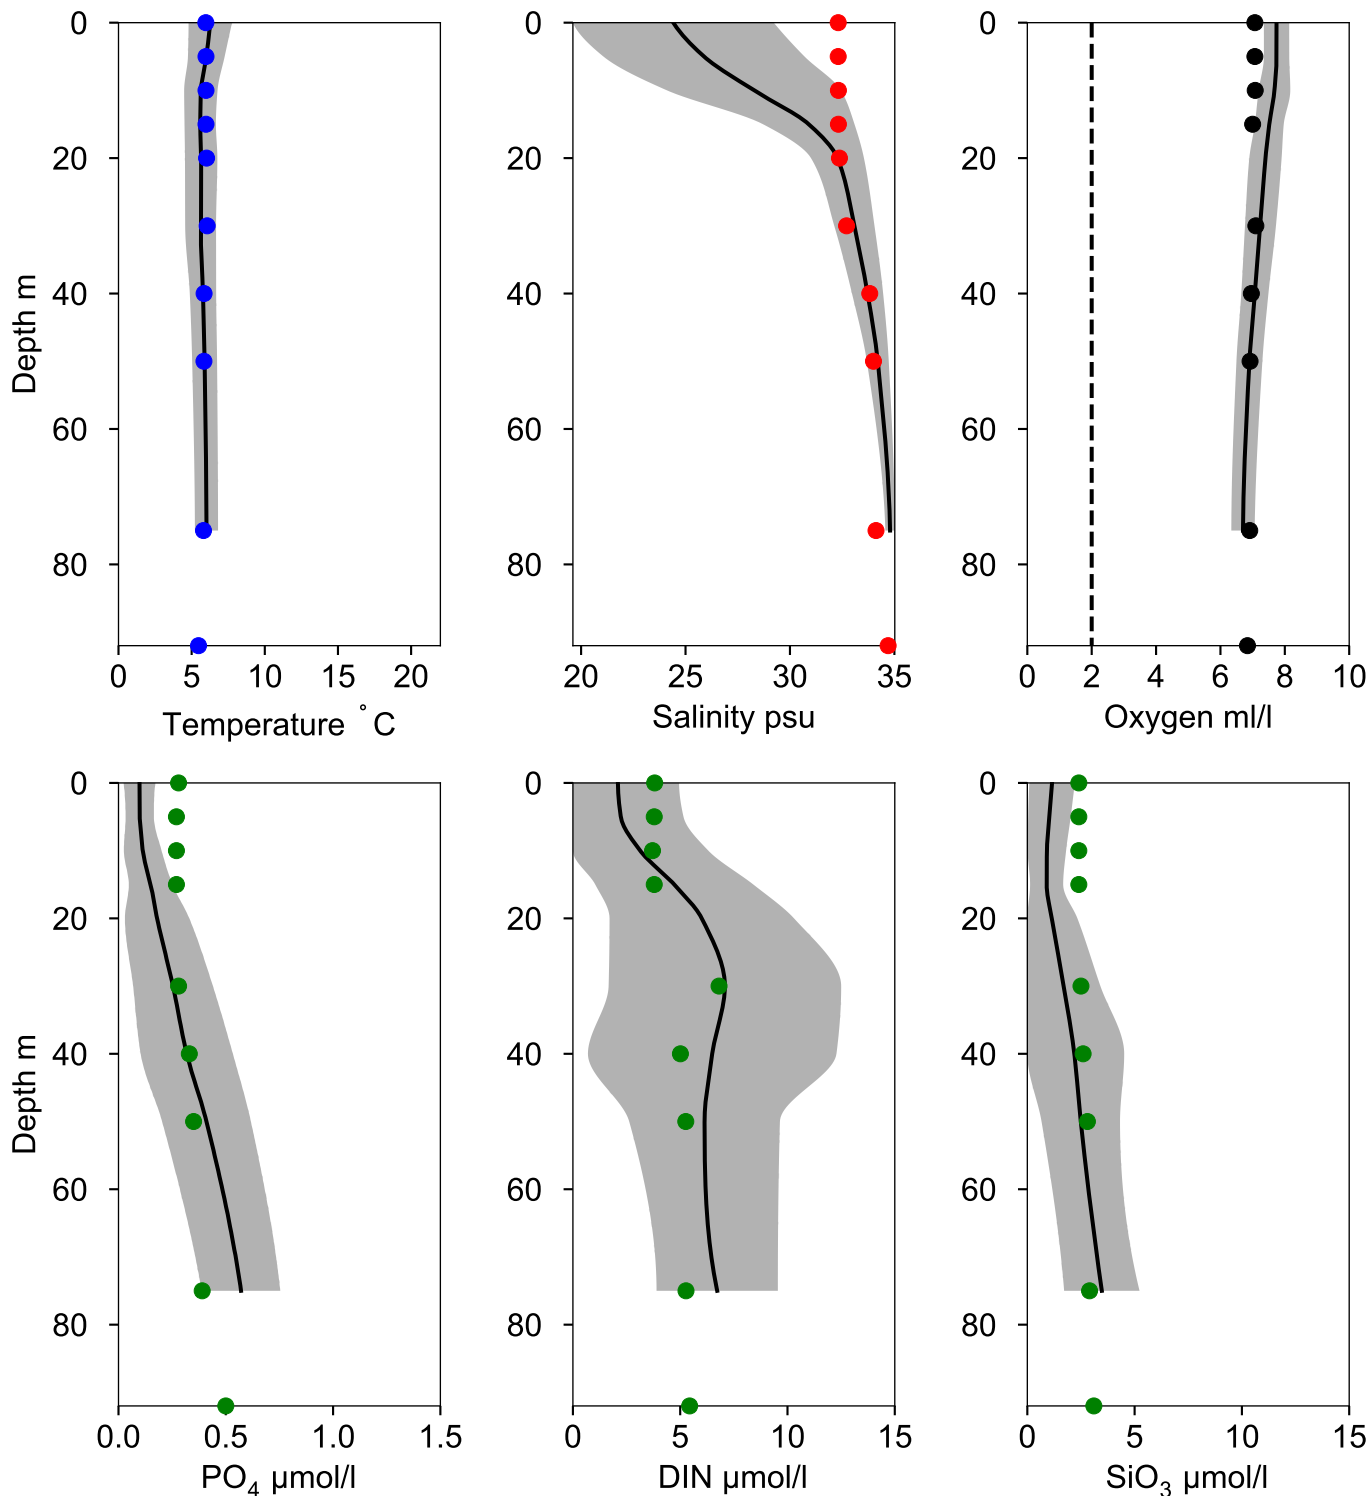 0
20
40
60
80
Depth m
0 5 10 15 20
Temperature ° C
0
20
40
60
80
20 25 30 35
Salinity psu
0
20
40
60
80
0 2 4 6 8 10
Oxygen ml/l
0
20
40
60
80
Depth m
0.0 0.5 1.0 1.5
PO₄ µmol/l
0
20
40
60
80
0 5 10 15
DIN µmol/l
0
20
40
60
80
0 5 10 15
SiO₃ µmol/l